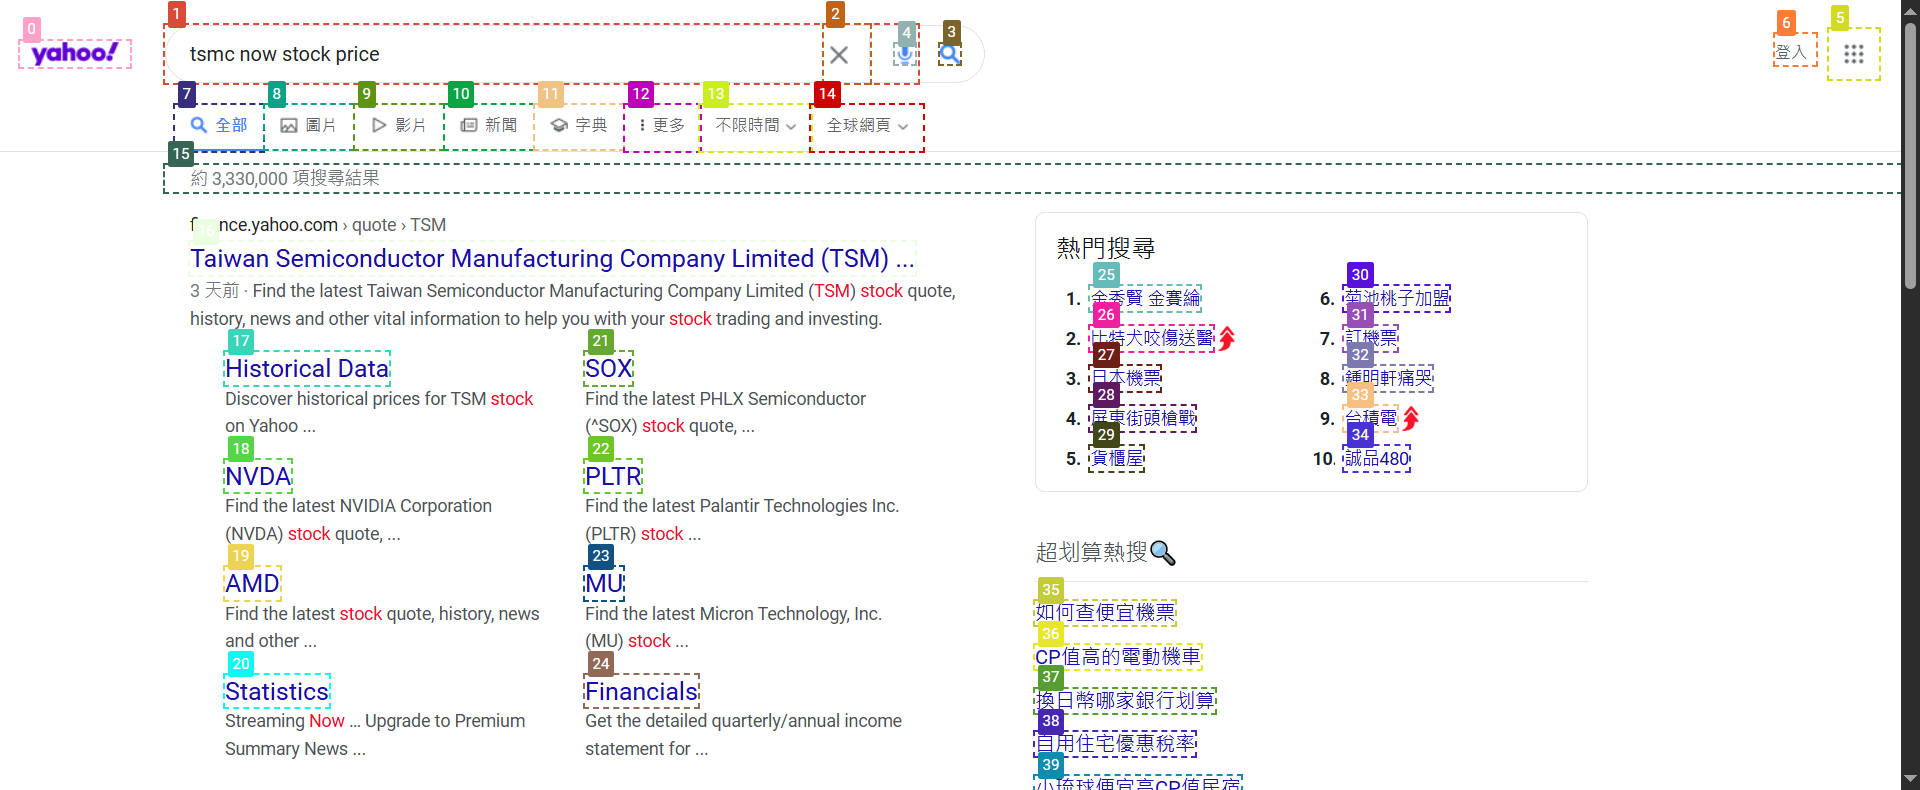 0
yahoo!
1
tsmc now stock price
2
4
3
6
登入
5
7
全部
8
圖片
9
影片
10
新聞
11
字典
12
更多
13
不限時間
14
全球網頁
15
約 3,330,000 項搜尋結果
nce.yahoo.com › quote › TSM
16
Taiwan Semiconductor Manufacturing Company Limited (TSM) ...
3 天前 · Find the latest Taiwan Semiconductor Manufacturing Company Limited (TSM) stock quote,
history, news and other vital information to help you with your stock trading and investing.
17
Historical Data
Discover historical prices for TSM stock
on Yahoo ...
18
NVDA
Find the latest NVIDIA Corporation
(NVDA) stock quote, ...
19
AMD
Find the latest stock quote, history, news
and other ...
20
Statistics
Streaming Now ... Upgrade to Premium
Summary News ...
21
SOX
Find the latest PHLX Semiconductor
(^SOX) stock quote, ...
22
PLTR
Find the latest Palantir Technologies Inc.
(PLTR) stock ...
23
MU
Find the latest Micron Technology, Inc.
(MU) stock ...
24
Financials
Get the detailed quarterly/annual income
statement for ...
熱門搜尋
25
1. 金秀賢 金賽綸
26
2. 比特犬咬傷送醫
27
3. 日本機票
28
4. 屏東街頭槍戰
29
5. 貨櫃屋
30
6. 菊池桃子加盟
31
7. 訂機票
32
8. 鍾明軒痛哭
33
9. 台積電
34
10. 誠品480
超划算熱搜
35
如何查便宜機票
36
CP值高的電動機車
37
換日幣哪家銀行划算
38
自用住宅優惠稅率
39
小琉球便宜高CP值民宿